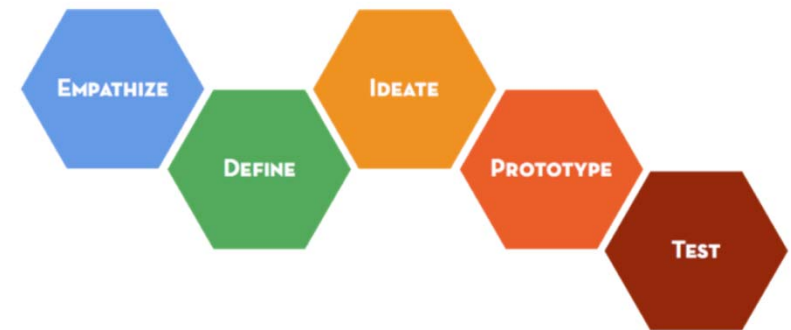 EMPATHIZE
DEFINE
IDEATE
PROTOTYPE
TEST